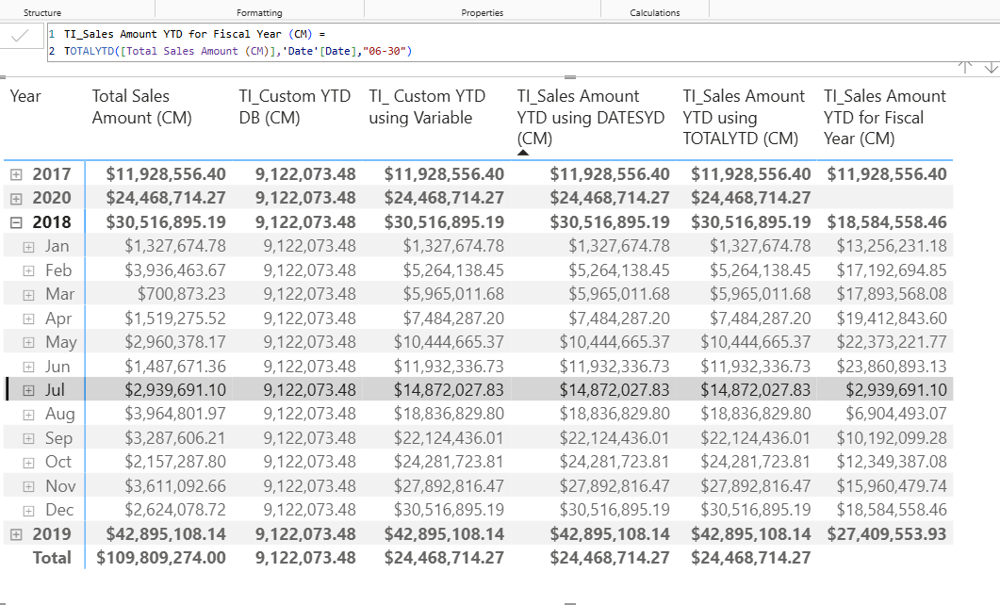 Structure Formatting Properties Calculations
1 TI_Sales Amount YTD for Fiscal Year (CM) =
2 TOTALYTD([Total Sales Amount (CM)],'Date'[Date],"06-30")
Year Total Sales TI_Custom YTD TI_ Custom YTD TI_Sales Amount TI_Sales Amount TI_Sales Amount
Amount (CM) DB (CM) using Variable YTD using DATESYD YTD using YTD for Fiscal
(CM) TOTALYTD (CM) Year (CM)
2017 $11,928,556.40 9,122,073.48 $11,928,556.40 $11,928,556.40 $11,928,556.40 $11,928,556.40
2020 $24,468,714.27 9,122,073.48 $24,468,714.27 $24,468,714.27 $24,468,714.27
2018 $30,516,895.19 9,122,073.48 $30,516,895.19 $30,516,895.19 $30,516,895.19 $18,584,558.46
Jan $1,327,674.78 9,122,073.48 $1,327,674.78 $1,327,674.78 $1,327,674.78 $13,256,231.18
Feb $3,936,463.67 9,122,073.48 $5,264,138.45 $5,264,138.45 $5,264,138.45 $17,192,694.85
Mar $700,873.23 9,122,073.48 $5,965,011.68 $5,965,011.68 $5,965,011.68 $17,893,568.08
Apr $1,519,275.52 9,122,073.48 $7,484,287.20 $7,484,287.20 $7,484,287.20 $19,412,843.60
May $2,960,378.17 9,122,073.48 $10,444,665.37 $10,444,665.37 $10,444,665.37 $22,373,221.77
Jun $1,487,671.36 9,122,073.48 $11,932,336.73 $11,932,336.73 $11,932,336.73 $23,860,893.13
Jul $2,939,691.10 9,122,073.48 $14,872,027.83 $14,872,027.83 $14,872,027.83 $2,939,691.10
Aug $3,964,801.97 9,122,073.48 $18,836,829.80 $18,836,829.80 $18,836,829.80 $6,904,493.07
Sep $3,287,606.21 9,122,073.48 $22,124,436.01 $22,124,436.01 $22,124,436.01 $10,192,099.28
Oct $2,157,287.80 9,122,073.48 $24,281,723.81 $24,281,723.81 $24,281,723.81 $12,349,387.08
Nov $3,611,092.66 9,122,073.48 $27,892,816.47 $27,892,816.47 $27,892,816.47 $15,960,479.74
Dec $2,624,078.72 9,122,073.48 $30,516,895.19 $30,516,895.19 $30,516,895.19 $18,584,558.46
2019 $42,895,108.14 9,122,073.48 $42,895,108.14 $42,895,108.14 $42,895,108.14 $27,409,553.93
Total $109,809,274.00 9,122,073.48 $24,468,714.27 $24,468,714.27 $24,468,714.27